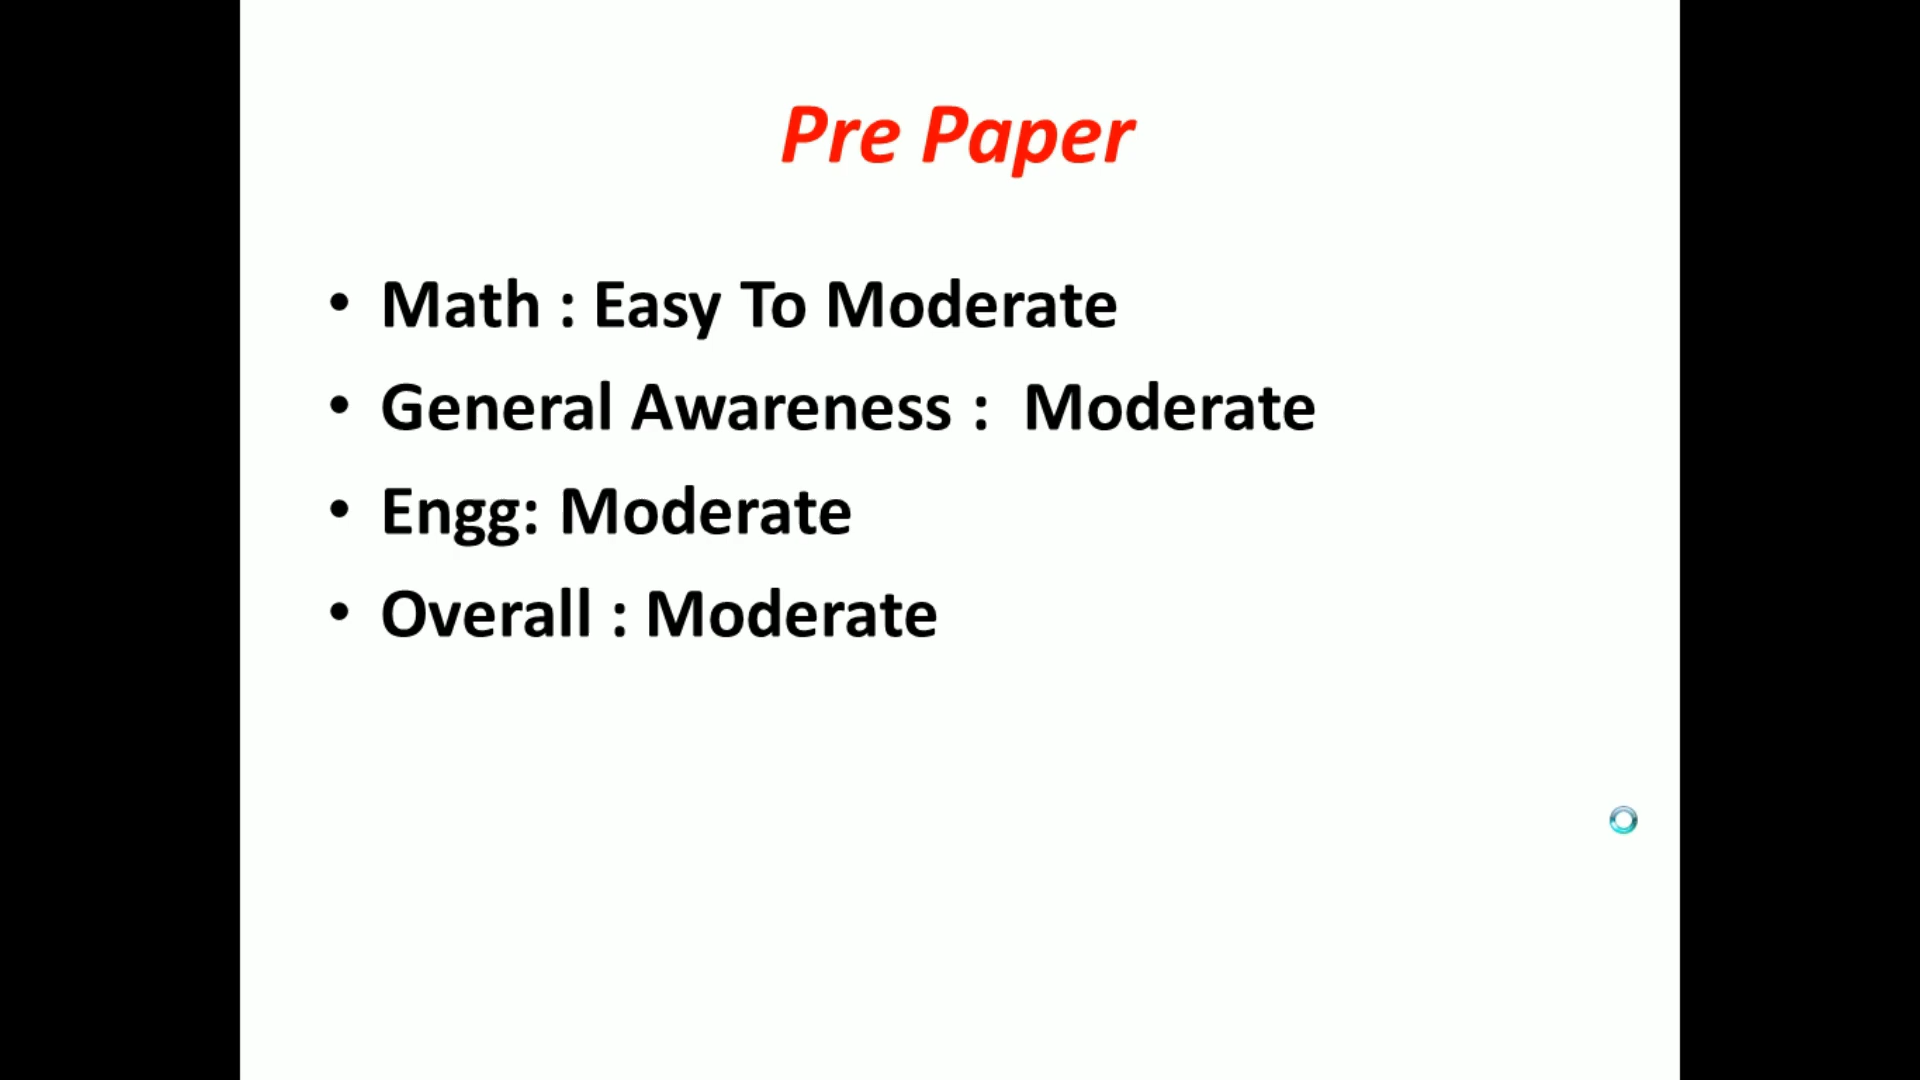 Pre Paper
• Math : Easy To Moderate
• General Awareness :  Moderate
• Engg: Moderate
• Overall : Moderate